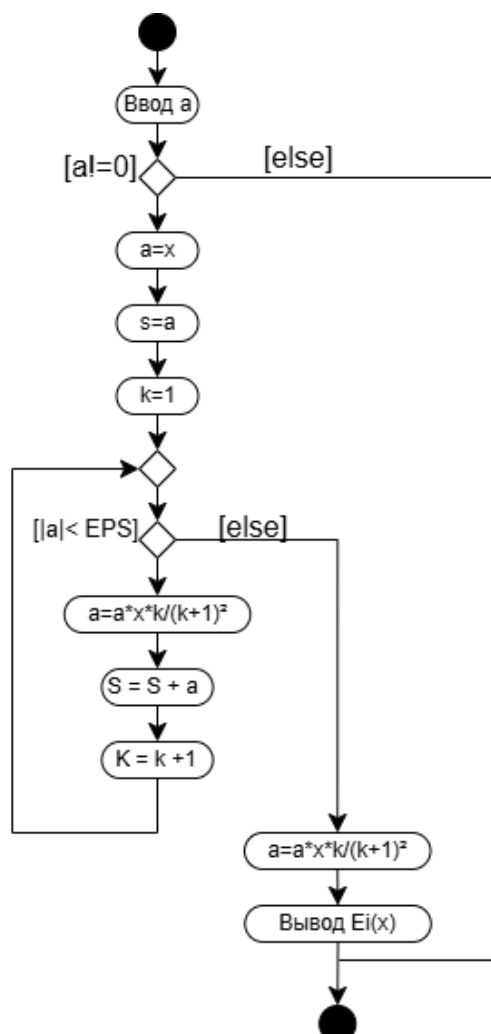 Ввод a
[a!=0]
[else]
a=x
s=a
k=1
[|a|< EPS]
[else]
a=a*x*k/(k+1)²
S = S + a
K = k +1
a=a*x*k/(k+1)²
Вывод Ei(x)